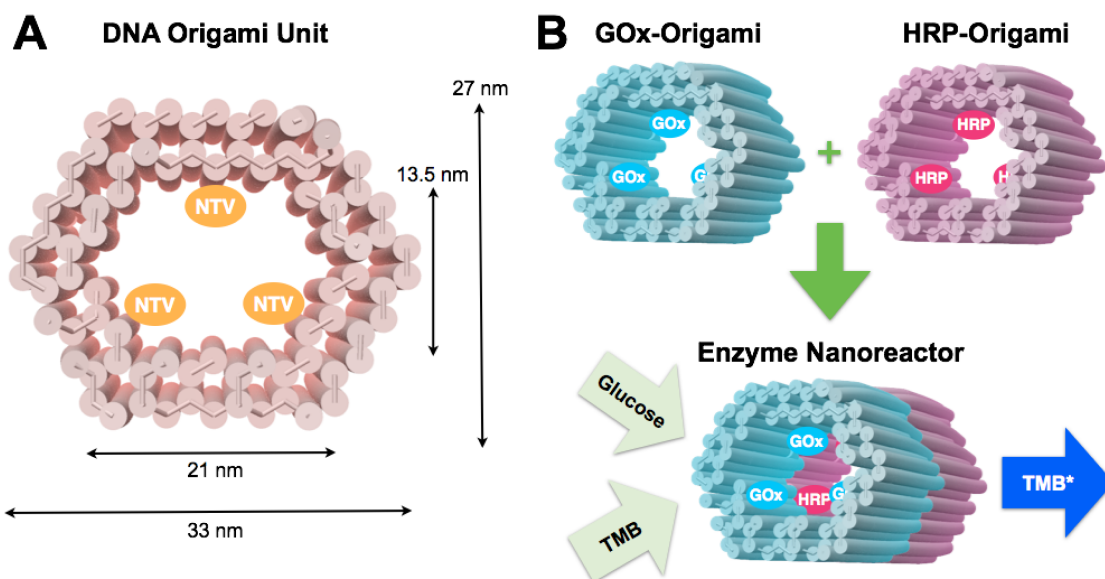 A
DNA Origami Unit
27 nm
13.5 nm
NTV
NTV
NTV
21 nm
33 nm
B
GOx-Origami
HRP-Origami
GOx
GOx
G
+
HRP
HRP
H
Enzyme Nanoreactor
Glucose
TMB
GOx
GOx
HRP
G
TMB*